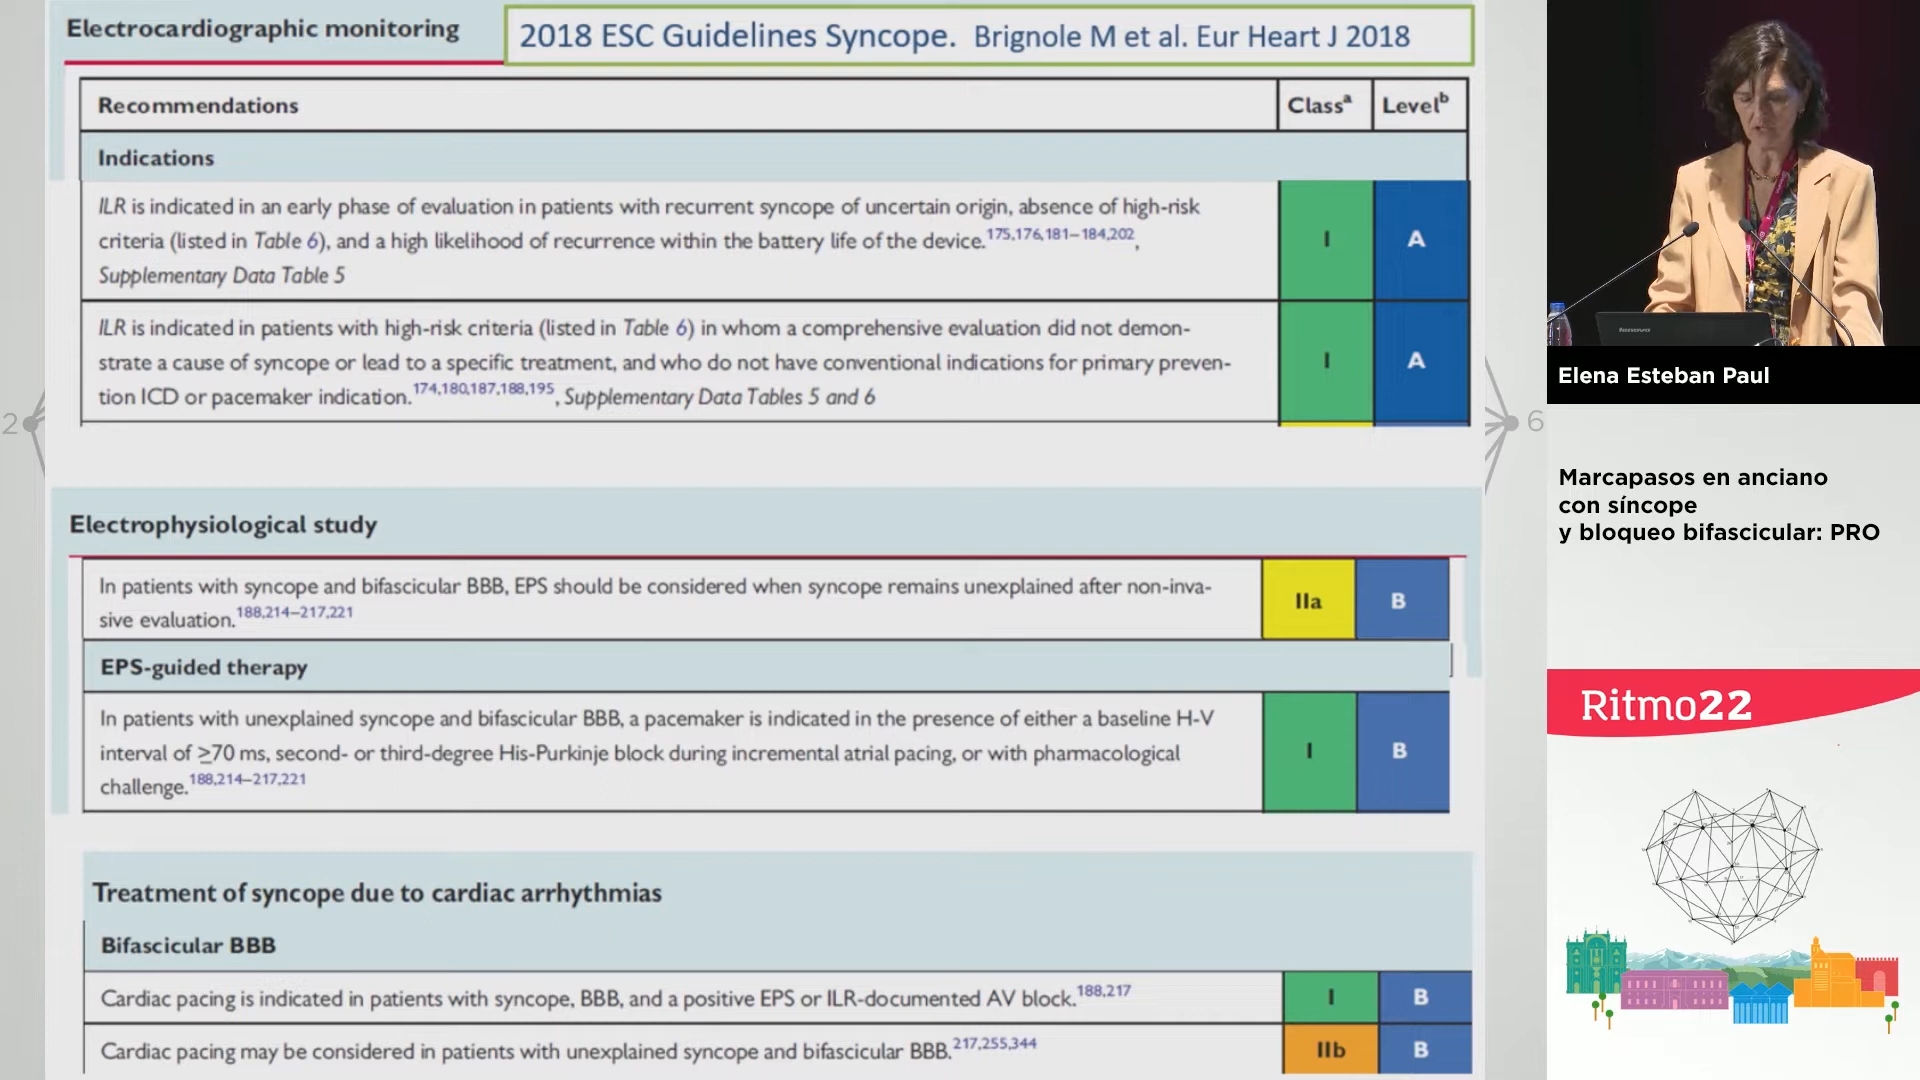 Electrocardiographic monitoring
2018 ESC Guidelines Syncope. Brignole M et al. Eur Heart J 2018
Recommendations Classa Levelb
Indications
ILR is indicated in an early phase of evaluation in patients with recurrent syncope of uncertain origin, absence of high-risk
criteria (listed in Table 6), and a high likelihood of recurrence within the battery life of the device.175,176,181–184,202,
Supplementary Data Table 5
I A
ILR is indicated in patients with high-risk criteria (listed in Table 6) in whom a comprehensive evaluation did not demon-
strate a cause of syncope or lead to a specific treatment, and who do not have conventional indications for primary preven-
tion ICD or pacemaker indication.174,180,187,188,195, Supplementary Data Tables 5 and 6
I A
2
6
Electrophysiological study
In patients with syncope and bifascicular BBB, EPS should be considered when syncope remains unexplained after non-inva-
sive evaluation.188,214–217,221
IIa B
EPS-guided therapy
In patients with unexplained syncope and bifascicular BBB, a pacemaker is indicated in the presence of either a baseline H-V
interval of ≥70 ms, second- or third-degree His-Purkinje block during incremental atrial pacing, or with pharmacological
challenge.188,214–217,221
I B
Treatment of syncope due to cardiac arrhythmias
Bifascicular BBB
Cardiac pacing is indicated in patients with syncope, BBB, and a positive EPS or ILR-documented AV block.188,217
I B
Cardiac pacing may be considered in patients with unexplained syncope and bifascicular BBB.217,255,344
IIb B
lenovo
Elena Esteban Paul
Marcapasos en anciano
con síncope
y bloqueo bifascicular: PRO
Ritmo22